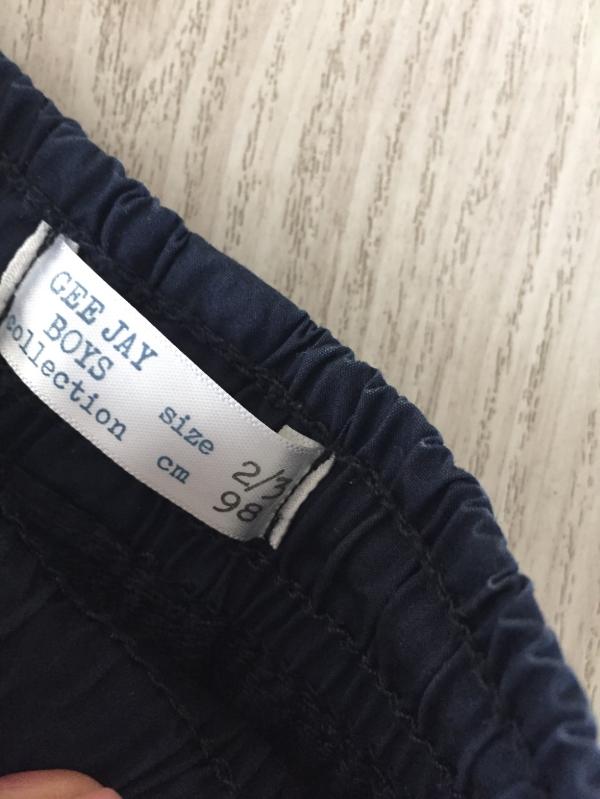 GEE JAY
BOYS
collection
size 2/3
cm 98